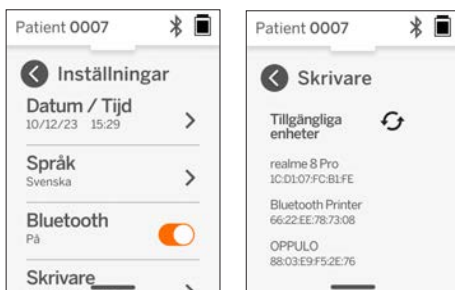 Patient 0007
Inställningar
Datum / Tijd
10/12/23 15:29
Språk
Svenska
Bluetooth
På
Skrivare
Patient 0007
Skrivare
Tillgängliga
enheter
realme 8 Pro
1C:D1:07:FC:B1:FE
Bluetooth Printer
66:22:EE:78:73:08
OPPULO
88:03:E9:F5:2E:76